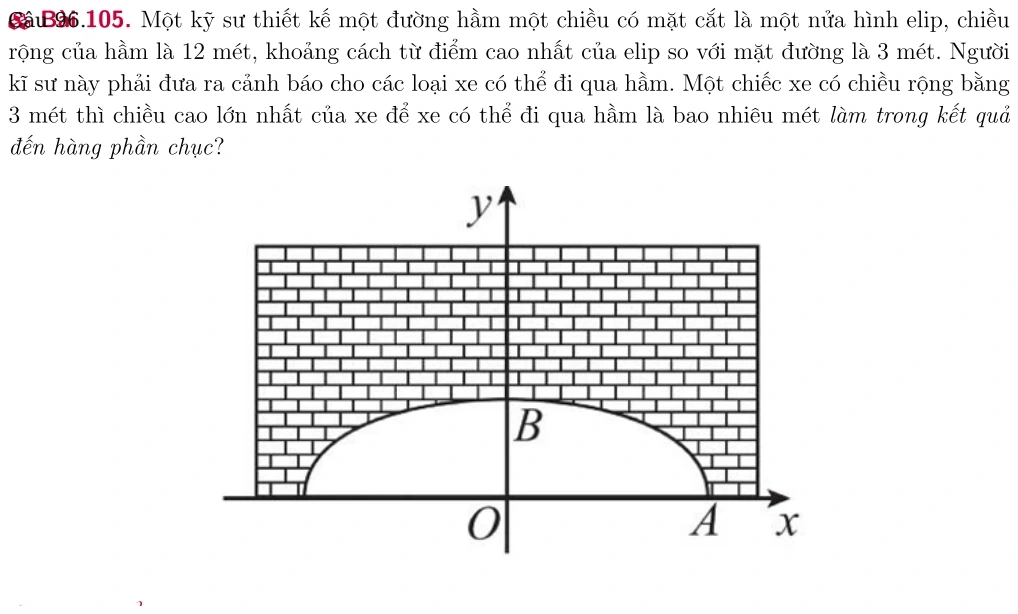 Câu 96. Bài 105. Một kỹ sư thiết kế một đường hầm một chiều có mặt cắt là một nửa hình elip, chiều
rộng của hầm là 12 mét, khoảng cách từ điểm cao nhất của elip so với mặt đường là 3 mét. Người
kĩ sư này phải đưa ra cảnh báo cho các loại xe có thể đi qua hầm. Một chiếc xe có chiều rộng bằng
3 mét thì chiều cao lớn nhất của xe để xe có thể đi qua hầm là bao nhiêu mét làm trong kết quả
đến hàng phần chục?
y
B
O
A
x